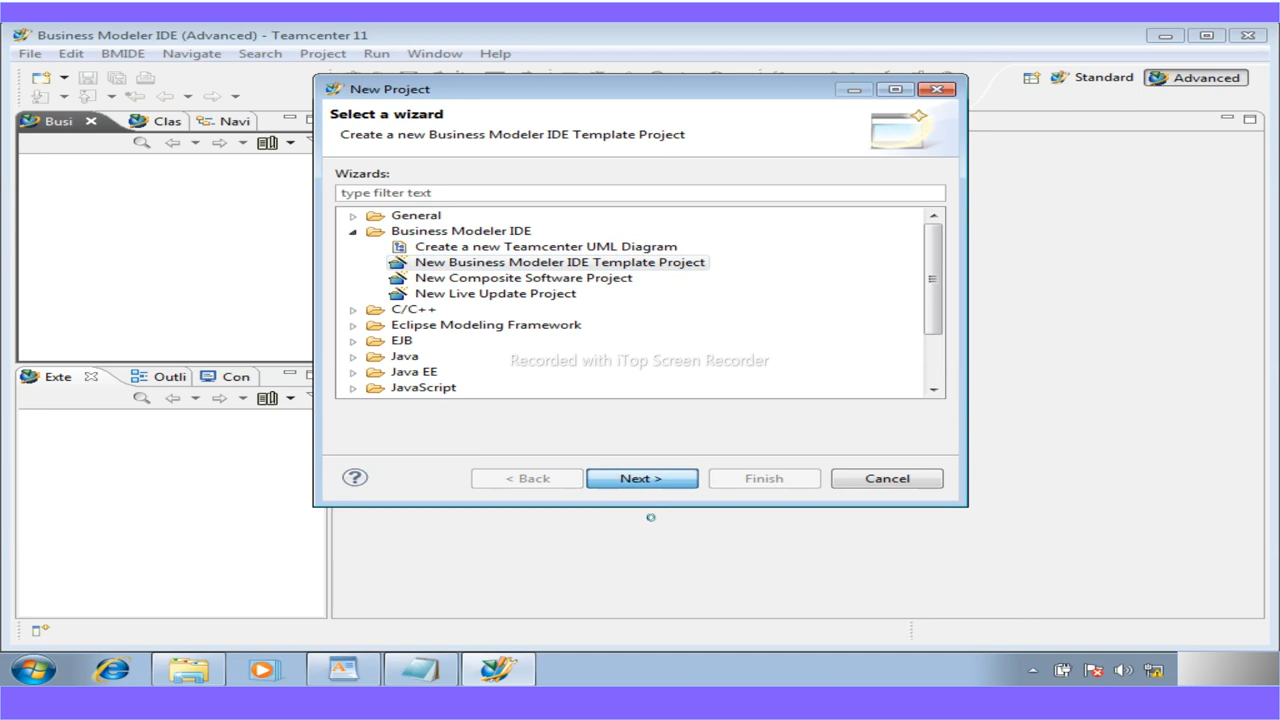 Business Modeler IDE (Advanced) - Teamcenter 11
File Edit BMIDE Navigate Search Project Run Window Help
Standard Advanced
Busi Clas Navi
New Project
Select a wizard
Create a new Business Modeler IDE Template Project
Wizards:
type filter text
General
Business Modeler IDE
Create a new Teamcenter UML Diagram
New Business Modeler IDE Template Project
New Composite Software Project
New Live Update Project
C/C++
Eclipse Modeling Framework
EJB
Java
Java EE
JavaScript
Recorded with iTop Screen Recorder
Exte Outli Con
< Back Next > Finish Cancel